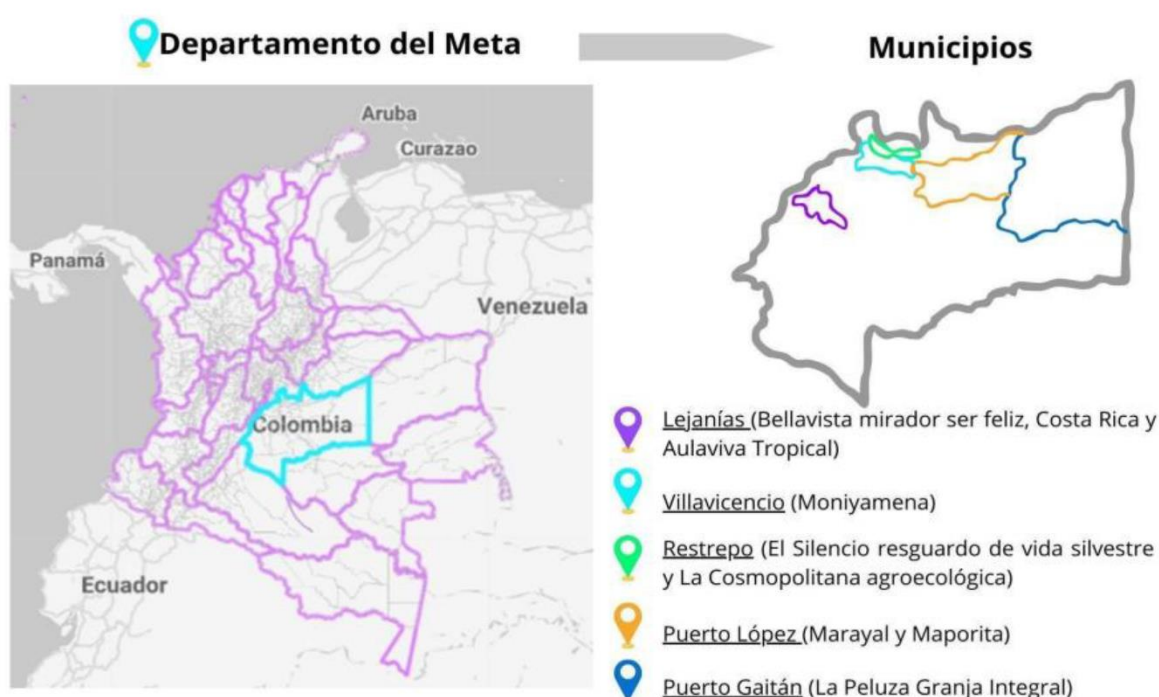 Departamento del Meta
Municipios
Aruba
Curazao
Panamá
Venezuela
Colombia
Ecuador
Lejanías (Bellavista mirador ser feliz, Costa Rica y
Aulaviva Tropical)
Villavicencio (Moniyamena)
Restrepo (El Silencio resguardo de vida silvestre
y La Cosmopolitana agroecológica)
Puerto López (Marayal y Maporita)
Puerto Gaitán (La Peluza Granja Integral)